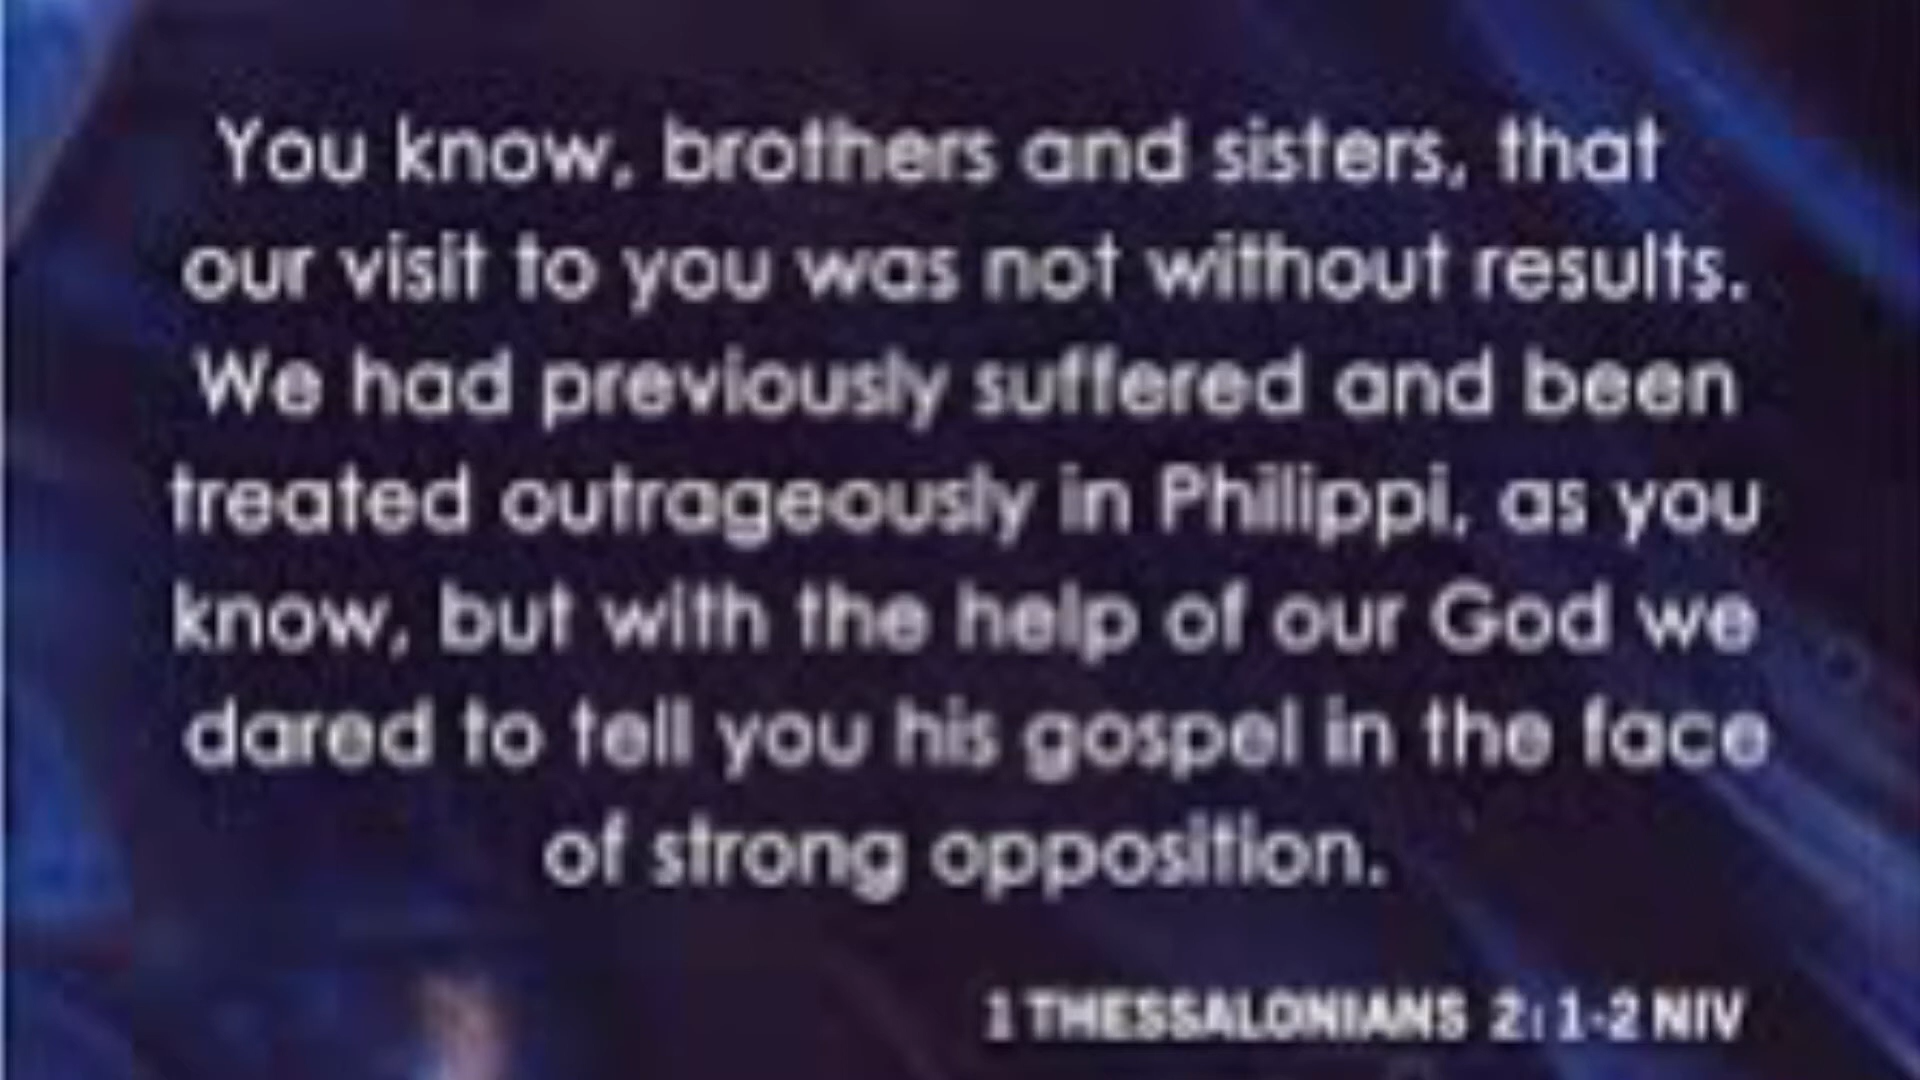 You know, brothers and sisters, that
our visit to you was not without results.
We had previously suffered and been
treated outrageously in Philippi, as you
know, but with the help of our God we
dared to tell you his gospel in the face
of strong opposition.
1 THESSALONIANS 2:1-2 NIV